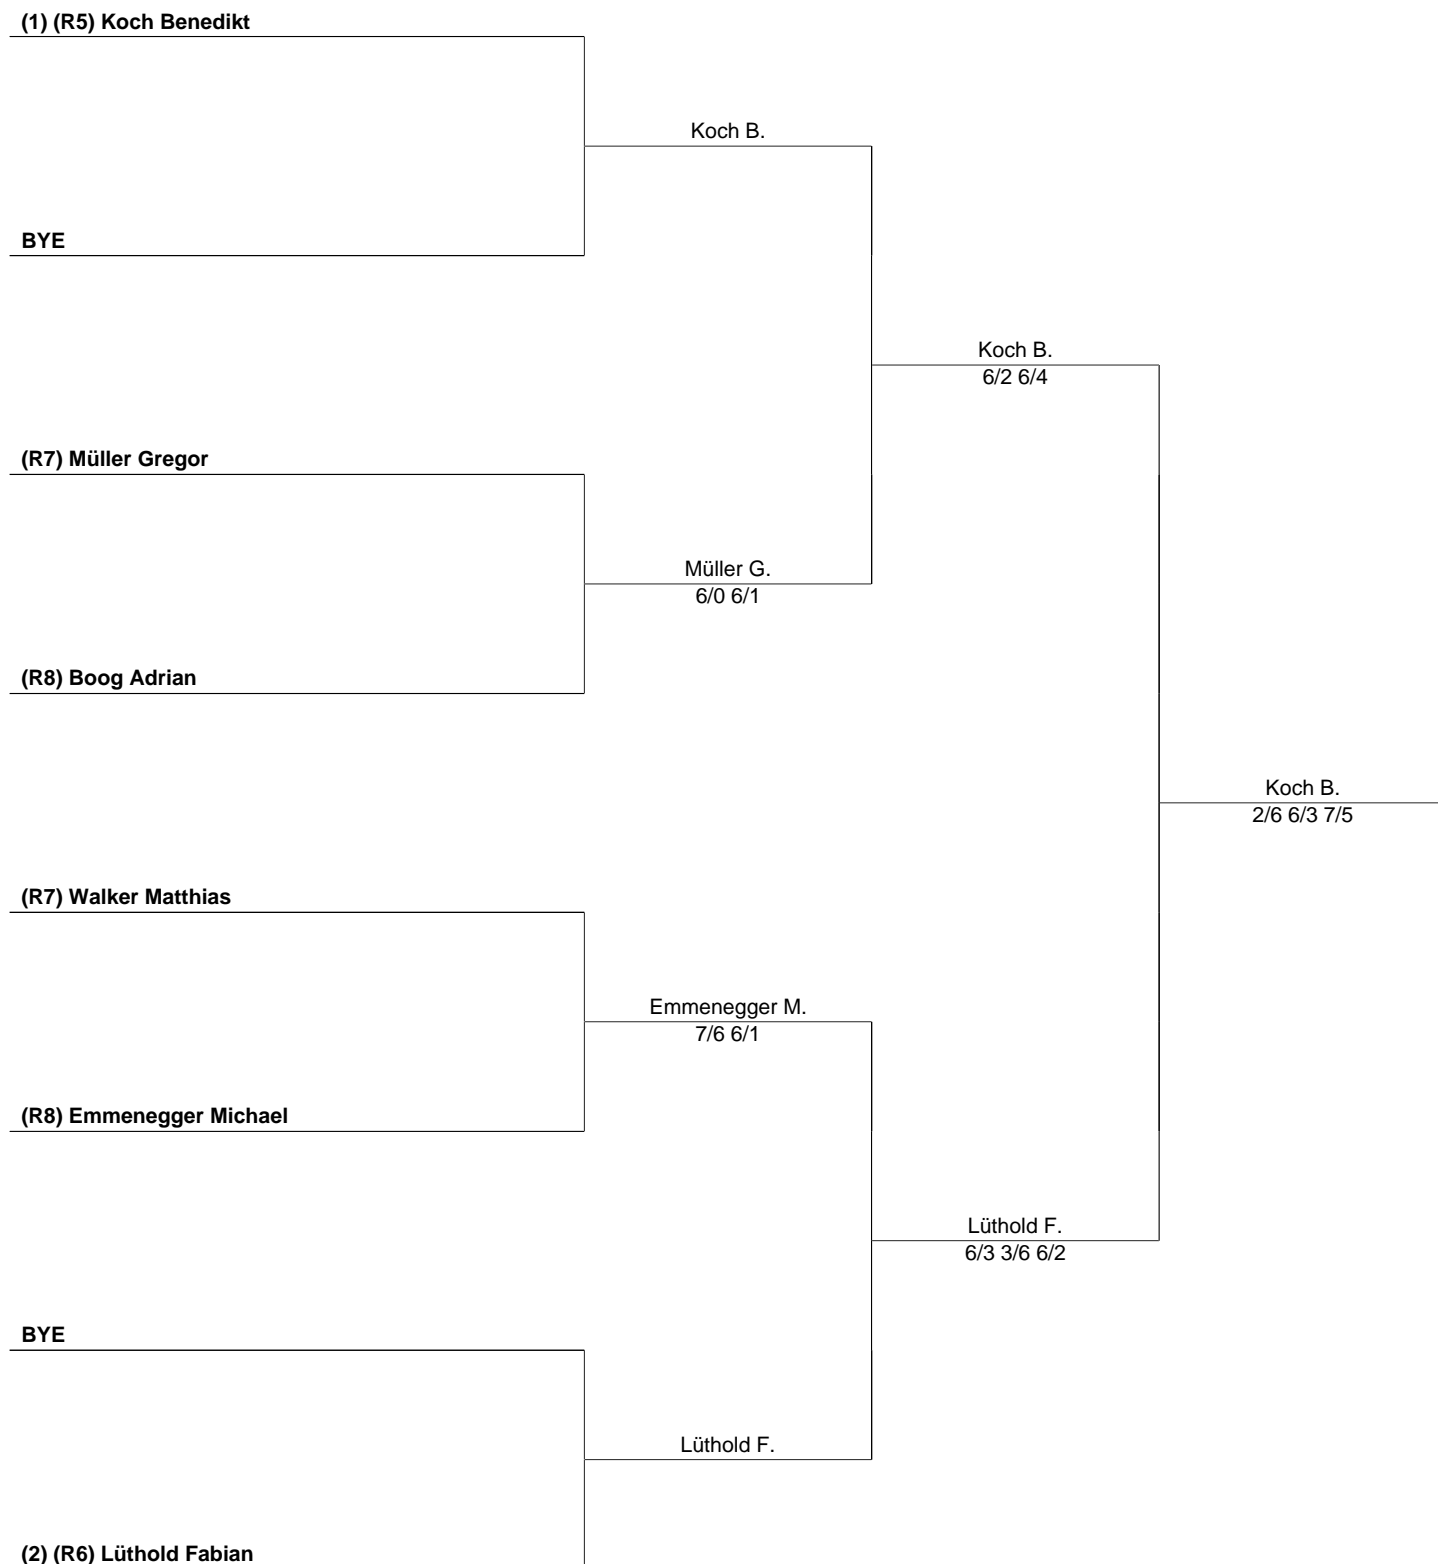 (1) (R5) Koch Benedikt
Koch B.
BYE
Koch B.
6/2 6/4
(R7) Müller Gregor
Müller G.
6/0 6/1
(R8) Boog Adrian
Koch B.
2/6 6/3 7/5
(R7) Walker Matthias
Emmenegger M.
7/6 6/1
(R8) Emmenegger Michael
Lüthold F.
6/3 3/6 6/2
BYE
Lüthold F.
(2) (R6) Lüthold Fabian